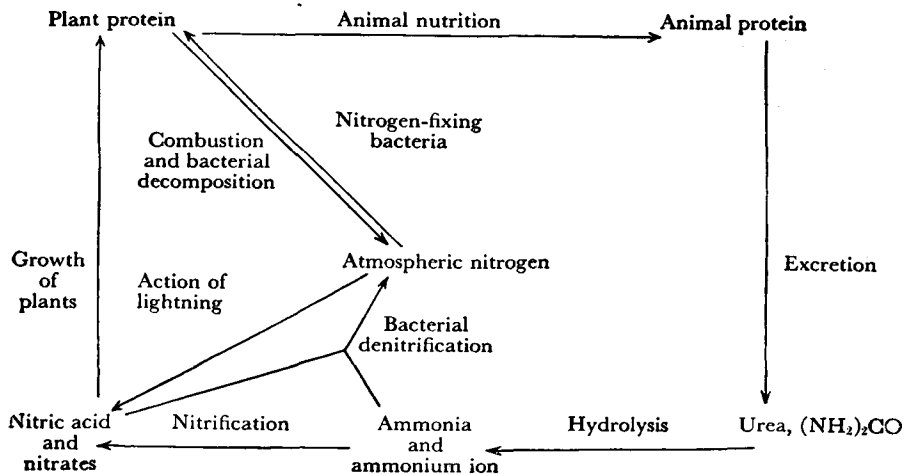 Plant protein
Animal nutrition
Animal protein
Nitrogen-fixing
bacteria
Combustion
and bacterial
decomposition
Growth
of
plants
Action of
lightning
Atmospheric nitrogen
Excretion
Bacterial
denitrification
Nitric acid
and
nitrates
Nitrification
Ammonia
and
ammonium ion
Hydrolysis
Urea, (NH₂)₂CO